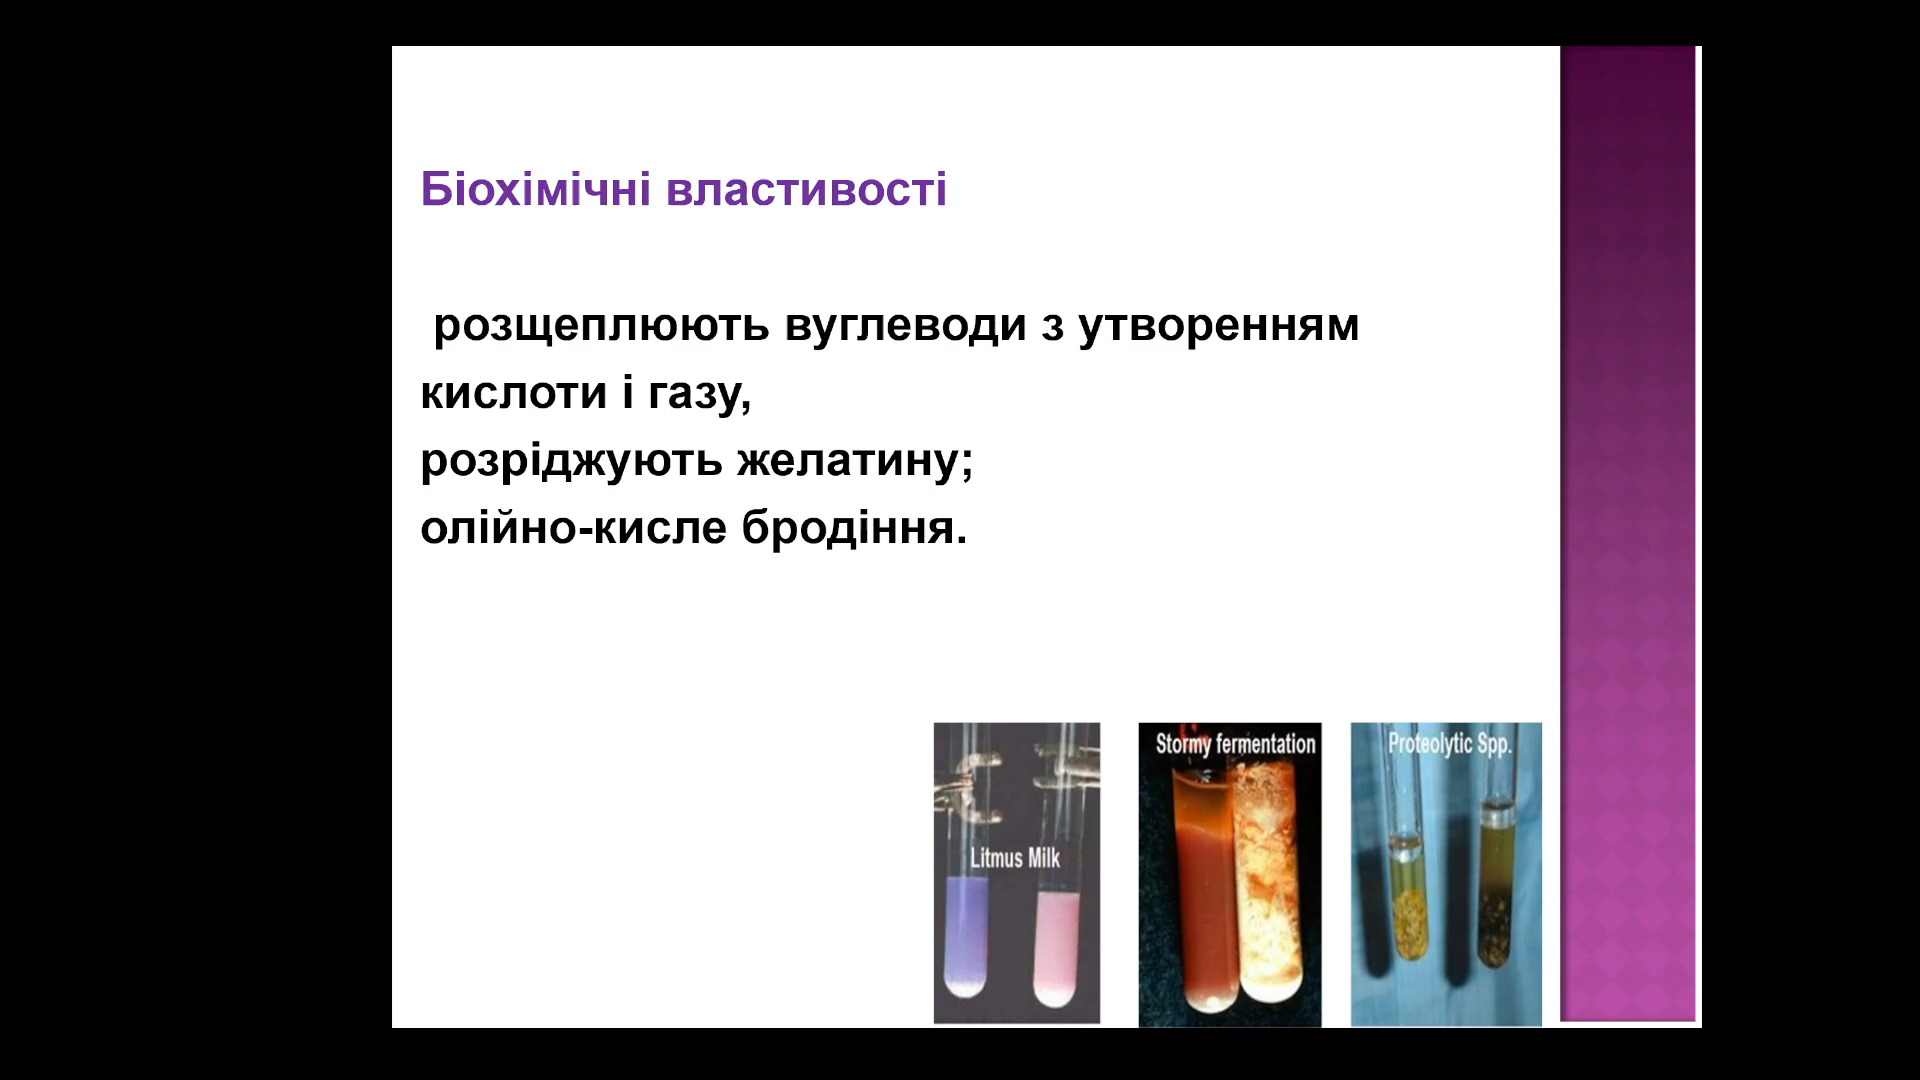 Біохімічні властивості
розщеплюють вуглеводи з утворенням
кислоти і газу,
розріджують желатину;
олійно-кисле бродіння.
Litmus Milk
Stormy fermentation
Proteolytic Spp.